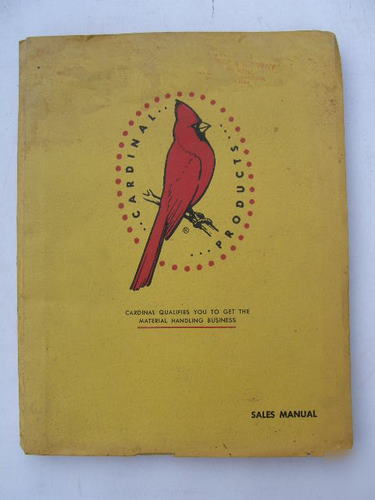 ...CARDINAL...
...PRODUCTS...
®
CARDINAL QUALIFIES YOU TO GET THE
MATERIAL HANDLING BUSINESS
SALES MANUAL